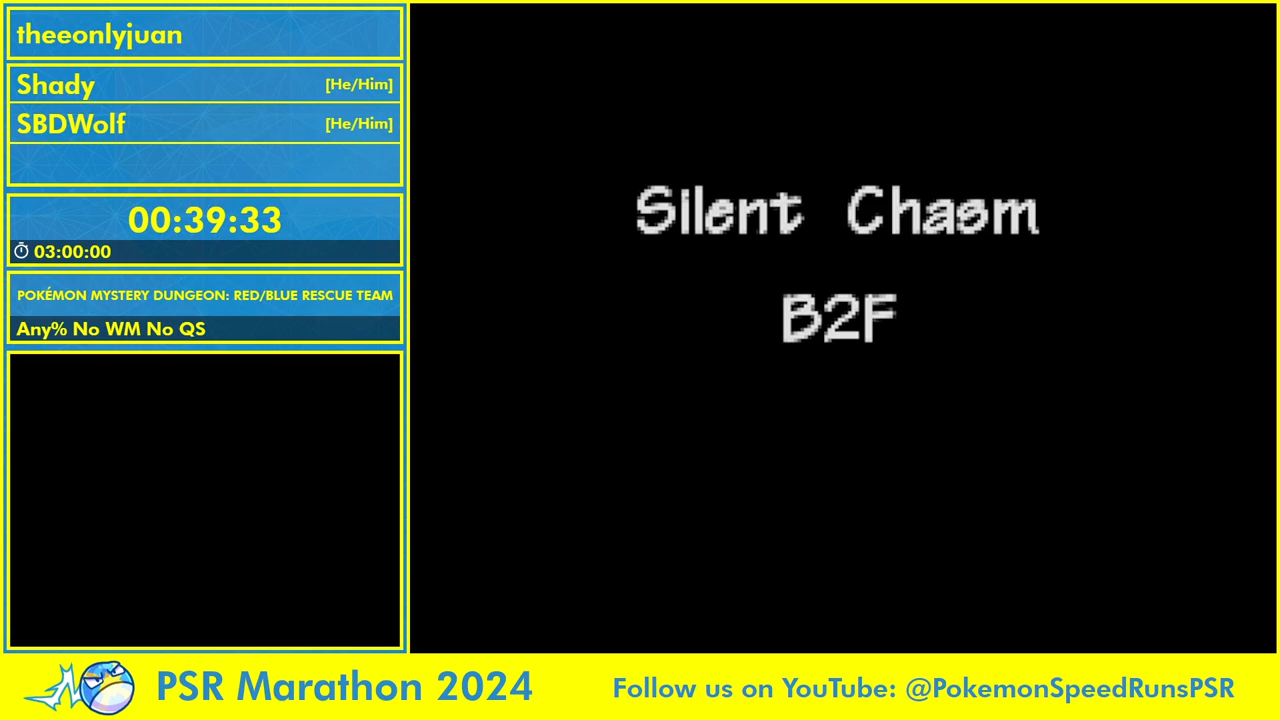 theeonlyjuan
Shady [He/Him]
SBDWolf [He/Him]
00:39:33
03:00:00
POKÉMON MYSTERY DUNGEON: RED/BLUE RESCUE TEAM
Any% No WM No QS
Silent Chasm
B2F
PSR Marathon 2024
Follow us on YouTube: @PokemonSpeedRunsPSR